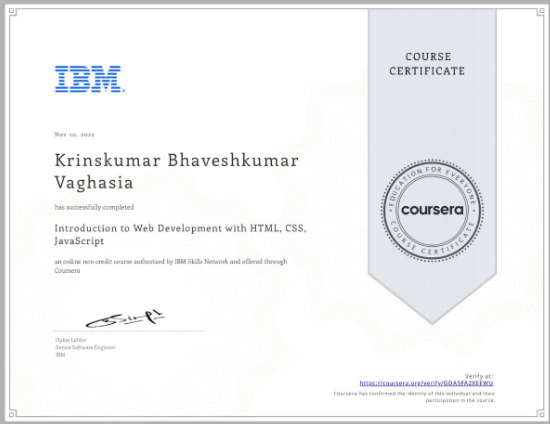 COURSE
CERTIFICATE
IBM
Nov 10, 2022
Krinskumar Bhaveshkumar
Vaghasia
has successfully completed
Introduction to Web Development with HTML, CSS,
JavaScript
an online non-credit course authorized by IBM Skills Network and offered through
Coursera
EDUCATION FOR EVERYONE
coursera
COURSE CERTIFICATE
Upkar Lidder
Senior Software Engineer
IBM
Verify at:
https://coursera.org/verify/GDASFA2XEEWU
Coursera has confirmed the identity of this individual and their
participation in the course.